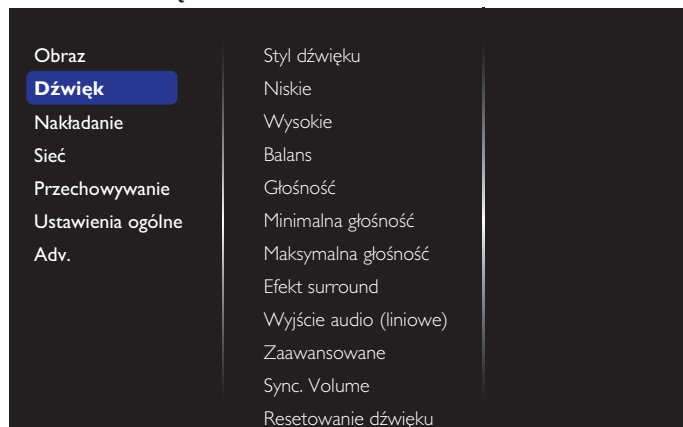 Obraz
Dźwięk
Nakładanie
Sieć
Przechowywanie
Ustawienia ogólne
Adv.
Styl dźwięku
Niskie
Wysokie
Balans
Głośność
Minimalna głośność
Maksymalna głośność
Efekt surround
Wyjście audio (liniowe)
Zaawansowane
Sync. Volume
Resetowanie dźwięku